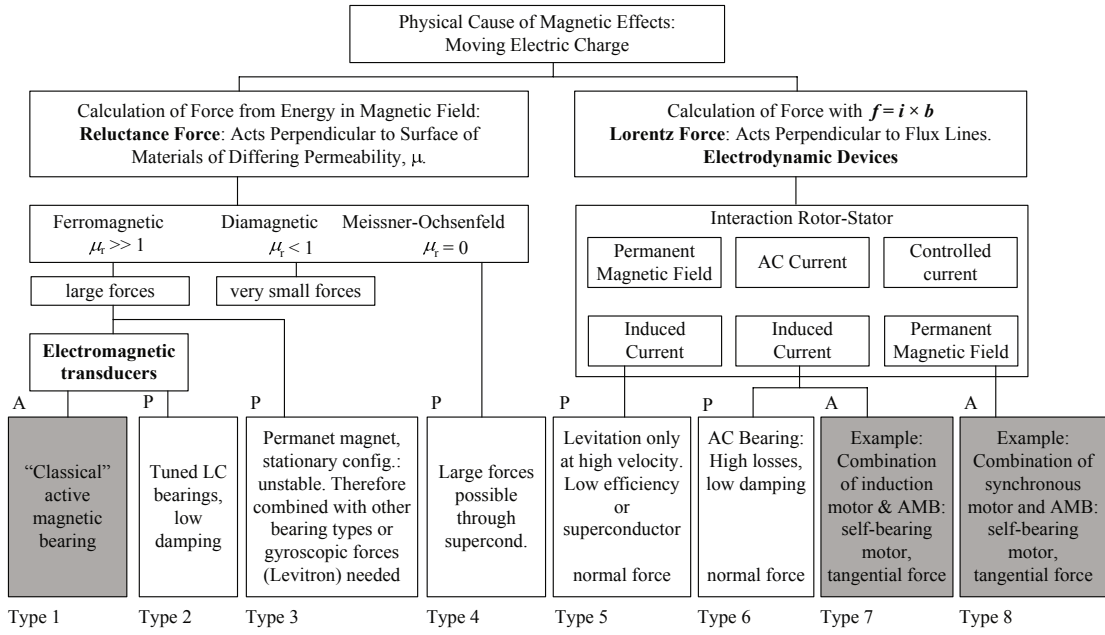 Physical Cause of Magnetic Effects:
Moving Electric Charge
Calculation of Force from Energy in Magnetic Field:
Reluctance Force: Acts Perpendicular to Surface of
Materials of Differing Permeability, μ.
Calculation of Force with f = i × b
Lorentz Force: Acts Perpendicular to Flux Lines.
Electrodynamic Devices
Ferromagnetic
μr >> 1
Diamagnetic
μr < 1
Meissner-Ochsenfeld
μr = 0
large forces
very small forces
Electromagnetic
transducers
Interaction Rotor-Stator
Permanent
Magnetic Field
AC Current
Controlled
current
Induced
Current
Induced
Current
Permanent
Magnetic Field
A
“Classical”
active
magnetic
bearing
Type 1
P
Tuned LC
bearings,
low
damping
Type 2
P
Permanet magnet,
stationary config.:
unstable. Therefore
combined with other
bearing types or
gyroscopic forces
(Levitron) needed
Type 3
P
Large forces
possible
through
supercond.
Type 4
P
Levitation only
at high velocity.
Low efficiency
or
superconductor
normal force
Type 5
P
AC Bearing:
High losses,
low damping
normal force
Type 6
A
Example:
Combination
of induction
motor & AMB:
self-bearing
motor,
tangential force
Type 7
A
Example:
Combination of
synchronous
motor and AMB:
self-bearing
motor,
tangential force
Type 8